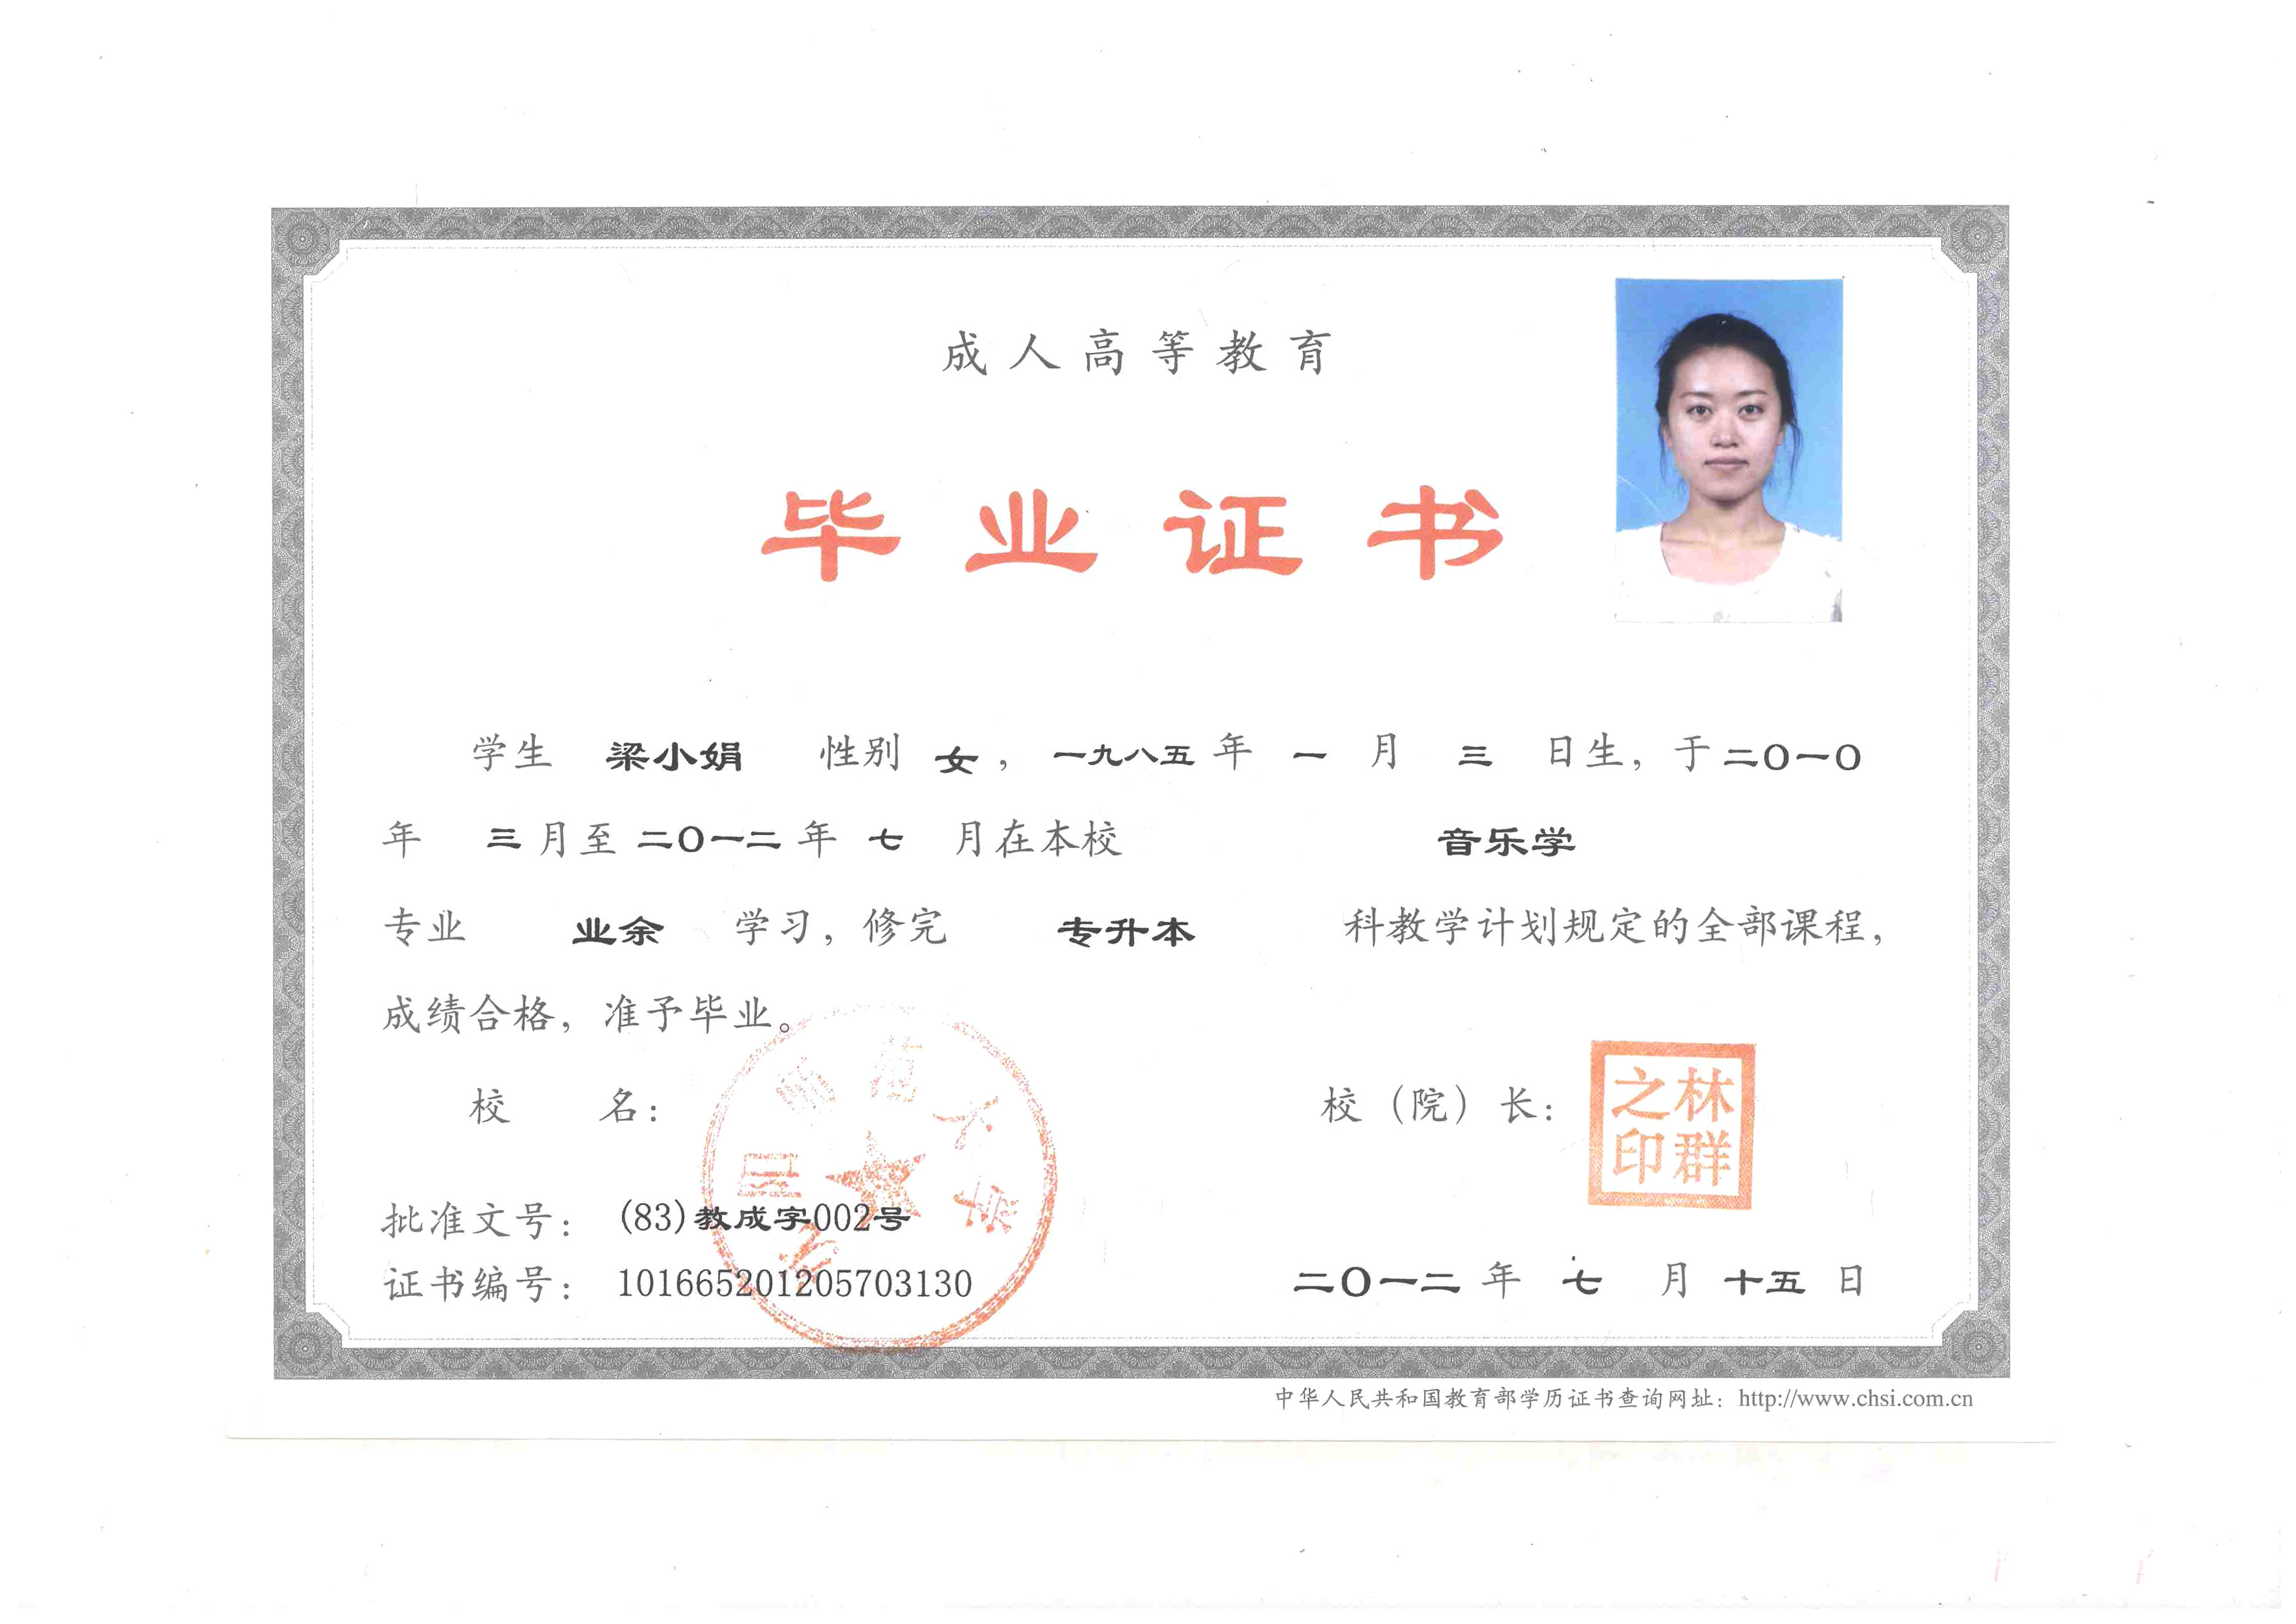 成人高等教育
毕业证书
学生 梁小娟 性别 女，一九八五 年 一 月 三 日生，于二〇一〇
年 三 月至 二〇一二 年 七 月在本校 音乐学
专业 业余 学习，修完 专升本 科教学计划规定的全部课程，
成绩合格，准予毕业。
校 名： 师范大学
校（院）长： 林群之印
批准文号： (83)教成字002号
证书编号： 101665201205703130
二〇一二 年 七 月 十五 日
中华人民共和国教育部学历证书查询网址：http://www.chsi.com.cn